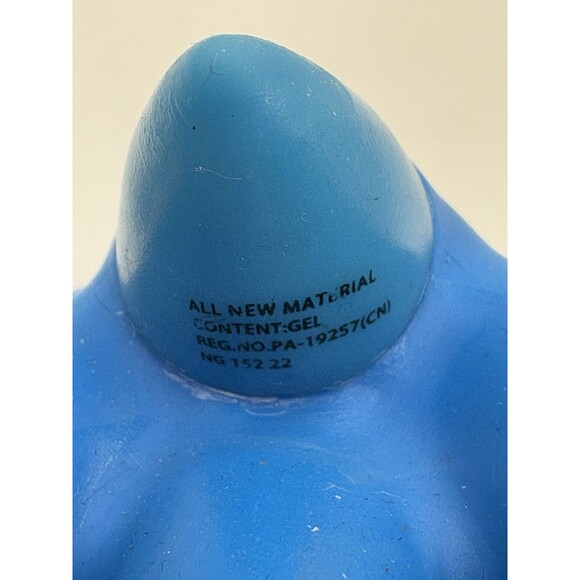 ALL NEW MATERIAL
CONTENT:GEL
REG.NO.PA-19257(CN)
NG 152 22